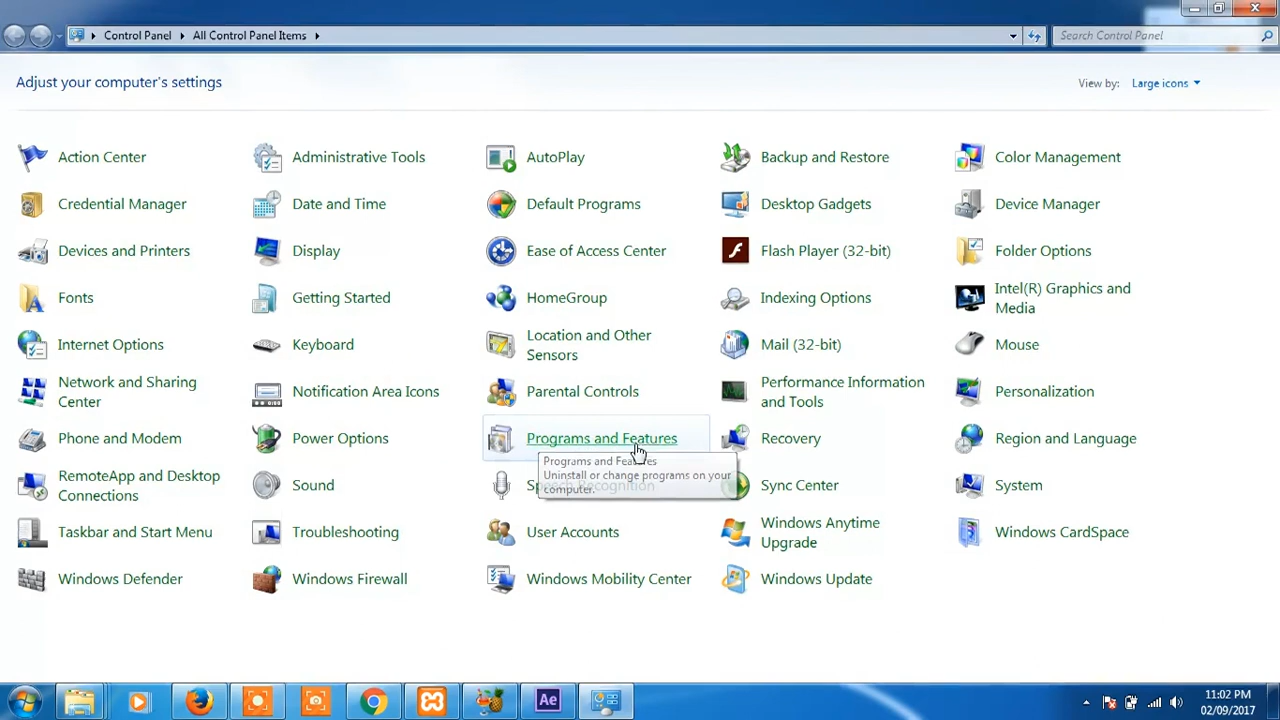 Control Panel
All Control Panel Items
Search Control Panel
Adjust your computer's settings
View by:
Large icons
Action Center
Administrative Tools
AutoPlay
Backup and Restore
Color Management
Credential Manager
Date and Time
Default Programs
Desktop Gadgets
Device Manager
Devices and Printers
Display
Ease of Access Center
Flash Player (32-bit)
Folder Options
Fonts
Getting Started
HomeGroup
Indexing Options
Intel(R) Graphics and
Media
Internet Options
Keyboard
Location and Other
Sensors
Mail (32-bit)
Mouse
Network and Sharing
Center
Notification Area Icons
Parental Controls
Performance Information
and Tools
Personalization
Phone and Modem
Power Options
Programs and Features
Recovery
Region and Language
Programs and Features
Uninstall or change programs on your
computer.
RemoteApp and Desktop
Connections
Sound
Speech Recognition
Sync Center
System
Taskbar and Start Menu
Troubleshooting
User Accounts
Windows Anytime
Upgrade
Windows CardSpace
Windows Defender
Windows Firewall
Windows Mobility Center
Windows Update
Ae
11:02 PM
02/09/2017